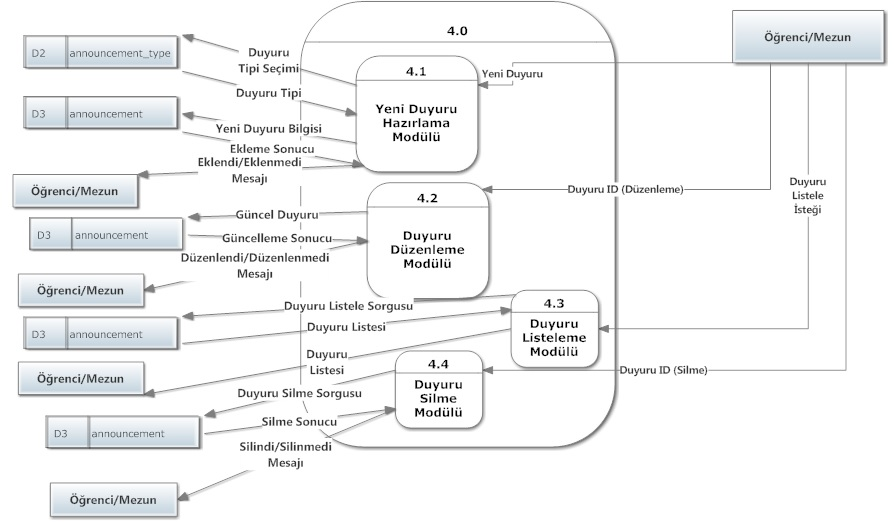 4.0
Öğrenci/Mezun
D2 announcement_type
Duyuru
Tipi Seçimi
Duyuru Tipi
4.1
Yeni Duyuru
Hazırlama
Modülü
Yeni Duyuru
D3 announcement
Yeni Duyuru Bilgisi
Ekleme Sonucu
Eklendi/Eklenmedi
Mesajı
Öğrenci/Mezun
4.2
Duyuru
Düzenleme
Modülü
Duyuru ID (Düzenleme)
Duyuru
Listele
İsteği
D3 announcement
Güncel Duyuru
Güncelleme Sonucu
Düzenlendi/Düzenlenmedi
Mesajı
Öğrenci/Mezun
4.3
Duyuru
Listeleme
Modülü
D3 announcement
Duyuru Listele Sorgusu
Duyuru Listesi
Duyuru
Listesi
Öğrenci/Mezun
4.4
Duyuru
Silme
Modülü
Duyuru ID (Silme)
D3 announcement
Duyuru Silme Sorgusu
Silme Sonucu
Silindi/Silinmedi
Mesajı
Öğrenci/Mezun